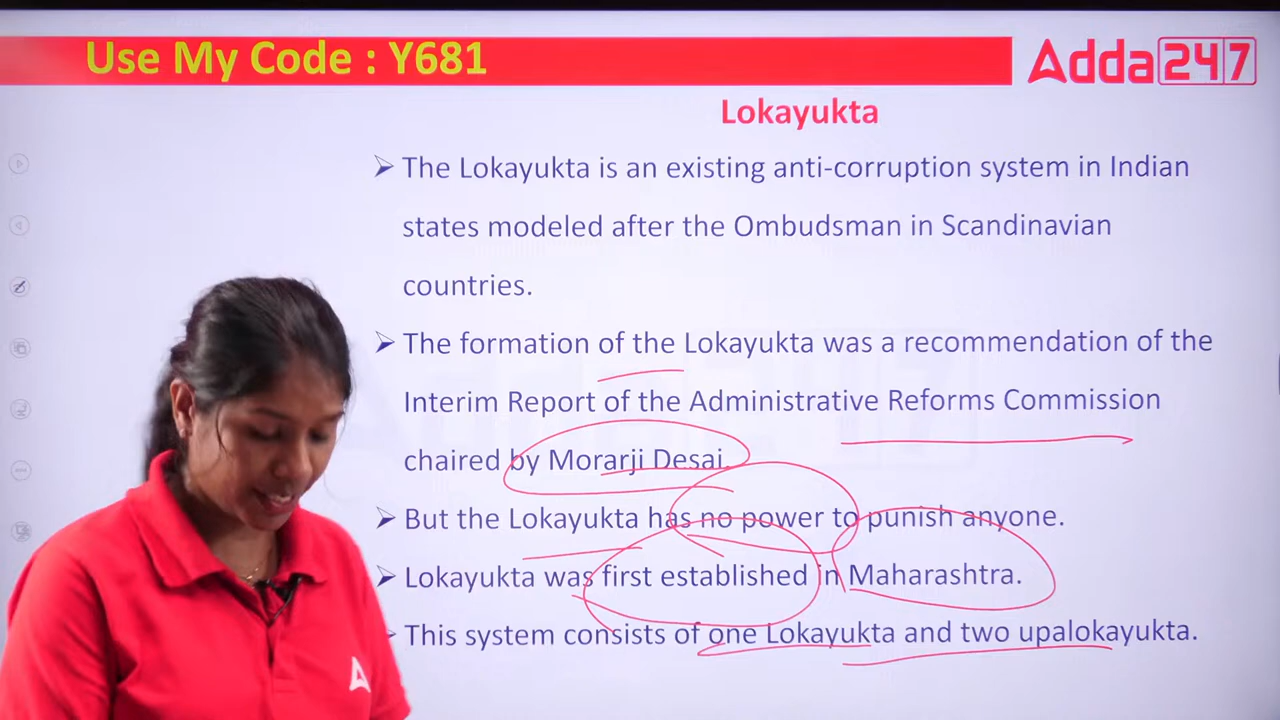 Use My Code : Y681
Adda247
Lokayukta
➢ The Lokayukta is an existing anti-corruption system in Indian
states modeled after the Ombudsman in Scandinavian
countries.
➢ The formation of the Lokayukta was a recommendation of the
Interim Report of the Administrative Reforms Commission
chaired by Morarji Desai.
➢ But the Lokayukta has no power to punish anyone.
➢ Lokayukta was first established in Maharashtra.
➢ This system consists of one Lokayukta and two upalokayukta.